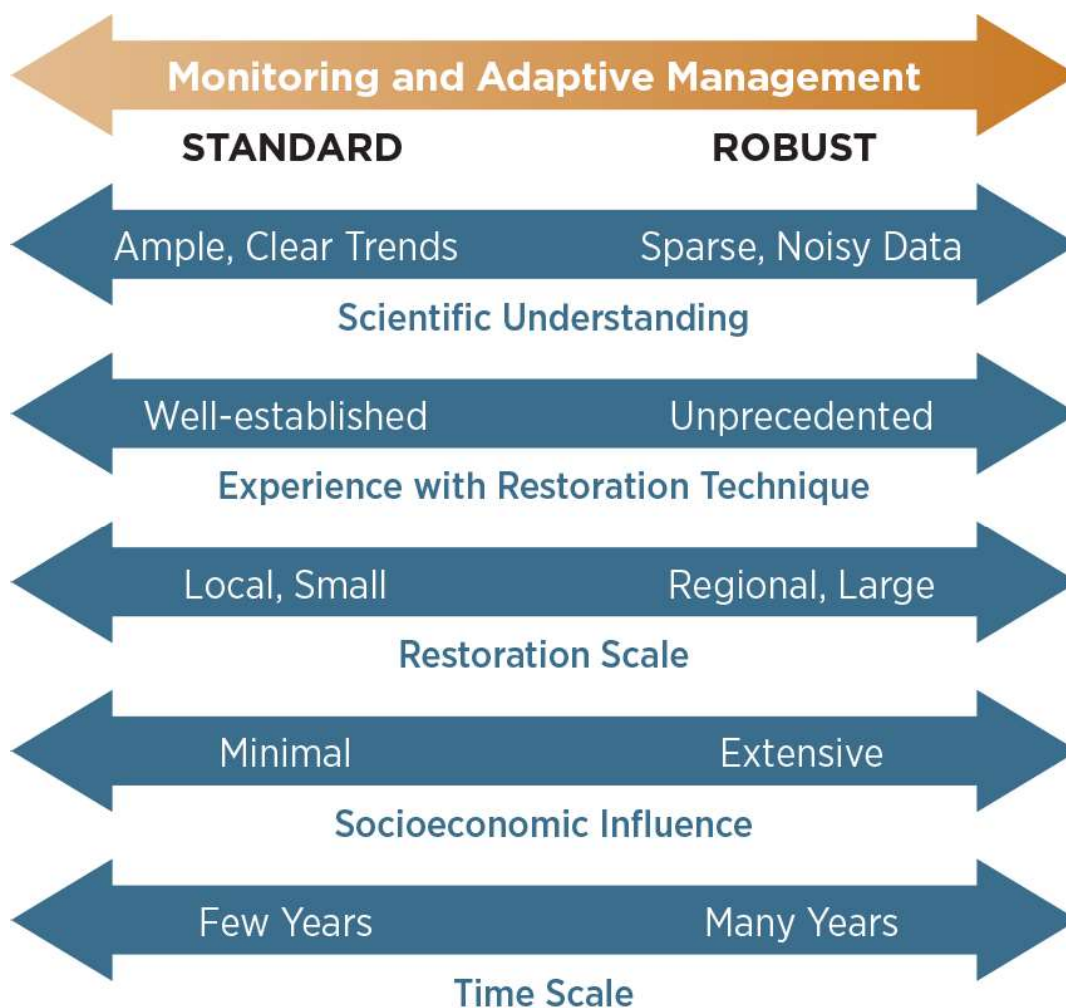 Monitoring and Adaptive Management
STANDARD ROBUST
Ample, Clear Trends Sparse, Noisy Data
Scientific Understanding
Well-established Unprecedented
Experience with Restoration Technique
Local, Small Regional, Large
Restoration Scale
Minimal Extensive
Socioeconomic Influence
Few Years Many Years
Time Scale